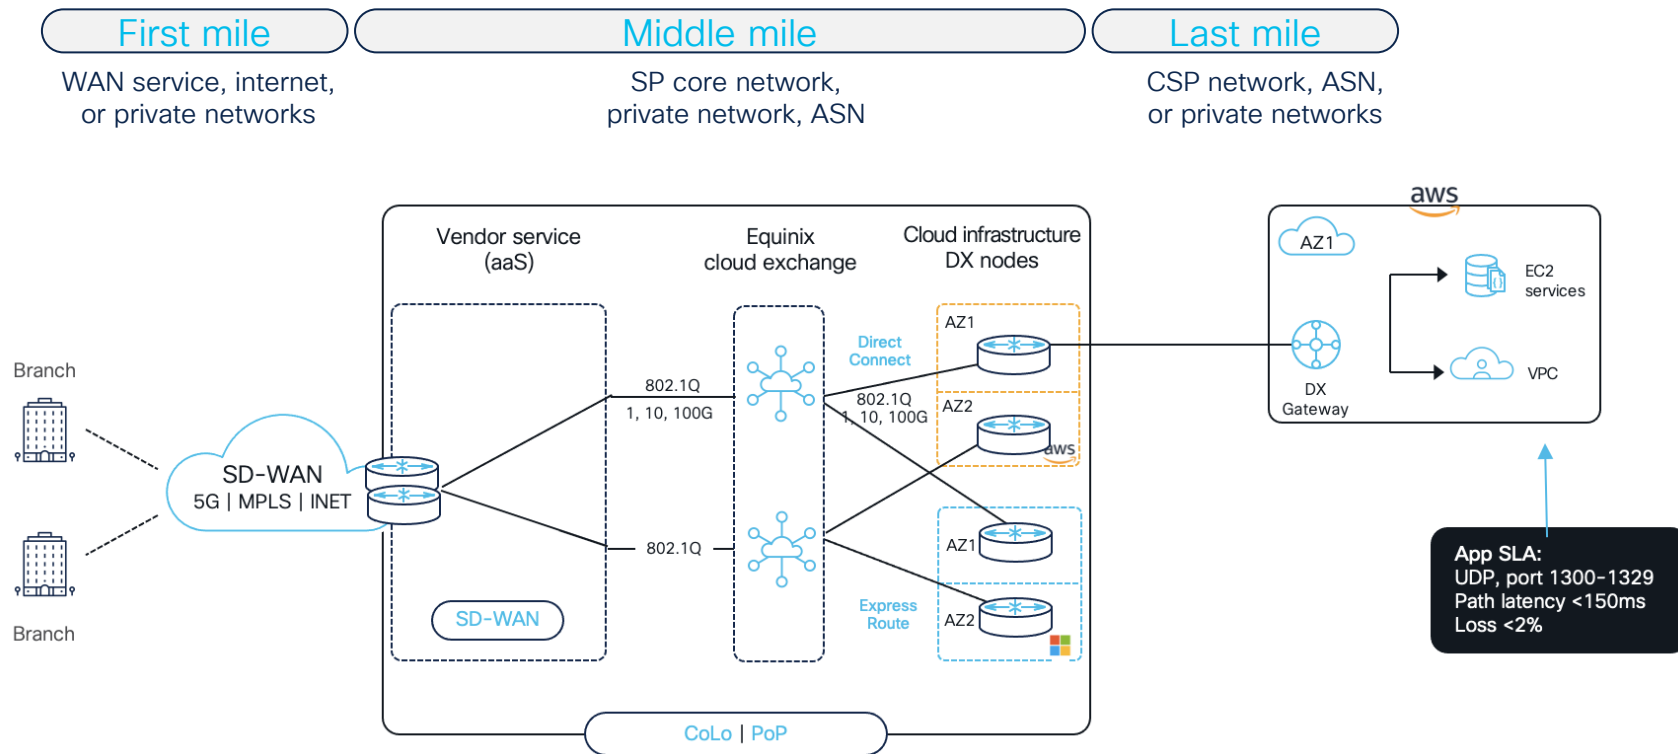 First mile
Middle mile
Last mile
WAN service, internet,
or private networks
SP core network,
private network, ASN
CSP network, ASN,
or private networks
Branch
Branch
SD-WAN
5G | MPLS | INET
Vendor service
(aaS)
SD-WAN
802.1Q
1, 10, 100G
802.1Q
Equinix
cloud exchange
Direct
Connect
802.1Q
1, 10, 100G
Express
Route
Cloud infrastructure
DX nodes
AZ1
AZ2
aws
AZ1
AZ2
CoLo | PoP
aws
AZ1
DX
Gateway
EC2
services
VPC
App SLA:
UDP, port 1300-1329
Path latency <150ms
Loss <2%